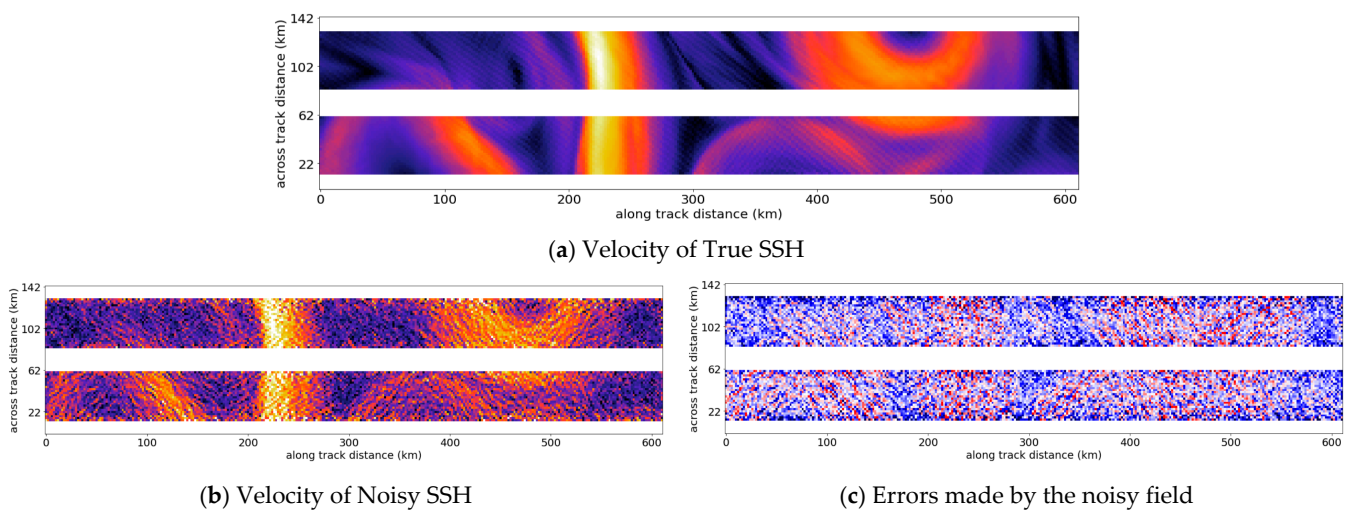 142
102
62
22
across track distance (km)
0 100 200 300 400 500 600
along track distance (km)
(a) Velocity of True SSH
142
102
62
22
across track distance (km)
0 100 200 300 400 500 600
along track distance (km)
(b) Velocity of Noisy SSH
142
102
62
22
across track distance (km)
0 100 200 300 400 500 600
along track distance (km)
(c) Errors made by the noisy field